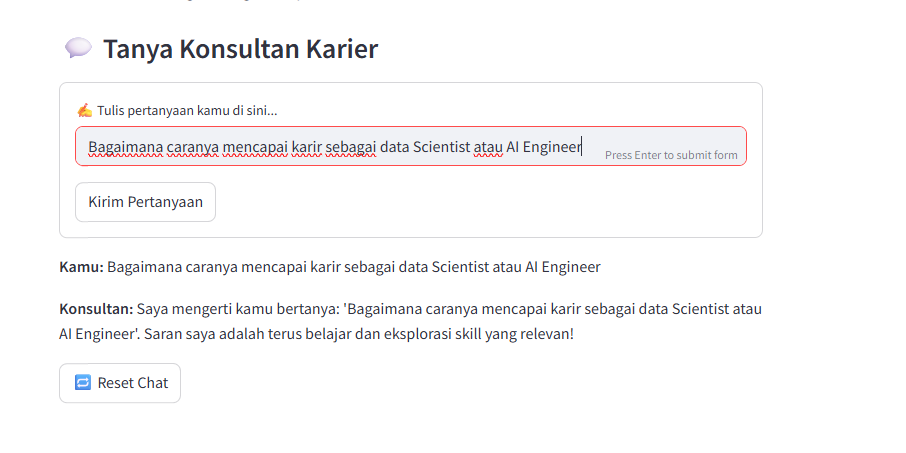 Tanya Konsultan Karier
Tulis pertanyaan kamu di sini...
Bagaimana caranya mencapai karir sebagai data Scientist atau AI Engineer
Press Enter to submit form
Kirim Pertanyaan
Kamu: Bagaimana caranya mencapai karir sebagai data Scientist atau AI Engineer
Konsultan: Saya mengerti kamu bertanya: 'Bagaimana caranya mencapai karir sebagai data Scientist atau
AI Engineer'. Saran saya adalah terus belajar dan eksplorasi skill yang relevan!
Reset Chat